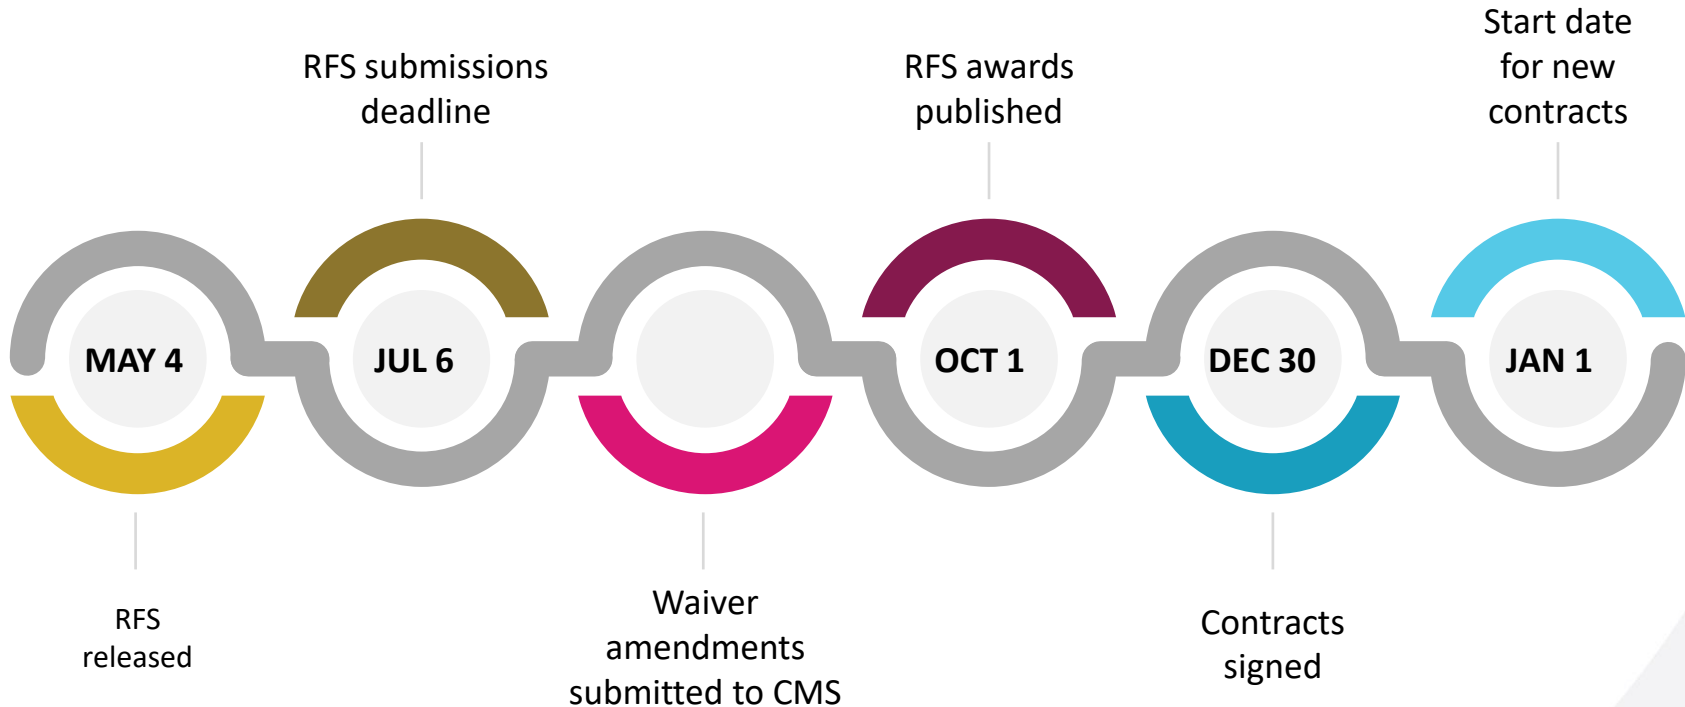 MAY 4
RFS
released
RFS submissions
deadline
JUL 6
Waiver
amendments
submitted to CMS
RFS awards
published
OCT 1
DEC 30
Contracts
signed
Start date
for new
contracts
JAN 1